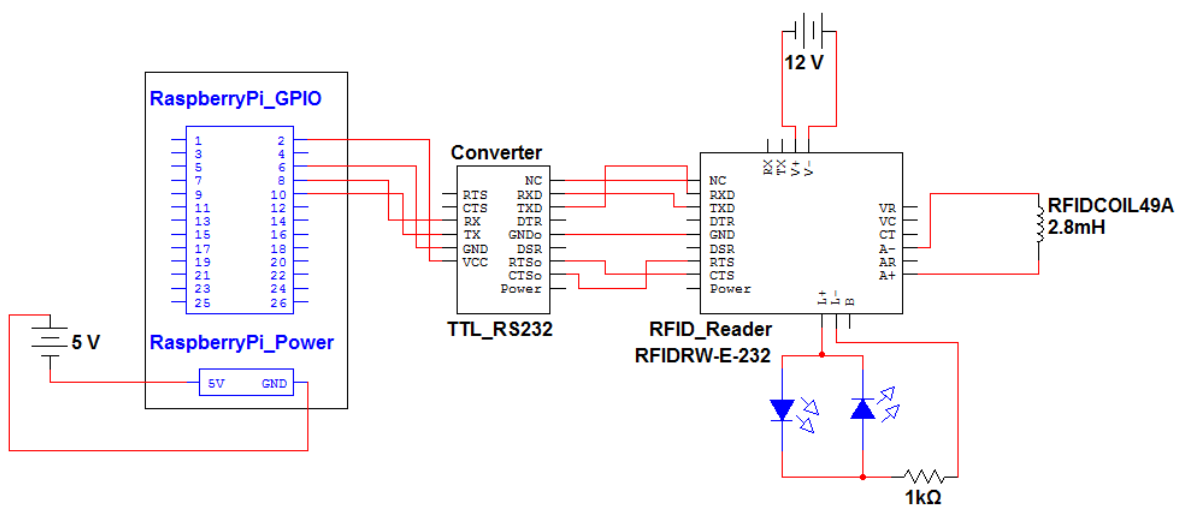 12 V
RaspberryPi_GPIO
1 2
3 4
5 6
7 8
9 10
11 12
13 14
15 16
17 18
19 20
21 22
23 24
25 26
Converter
NC
RTS RXD
CTS TXD
RX DTR
TX GNDo
GND DSR
VCC RTSo
CTSo
Power
TTL_RS232
RX TX V+ V-
NC
RXD
TXD VR
DTR VC
GND CT
DSR A-
RTS AR
CTS A+
Power
L+ L- B
RFID_Reader
RFIDRW-E-232
RFIDCOIL49A
2.8mH
5 V
RaspberryPi_Power
5V GND
1kΩ